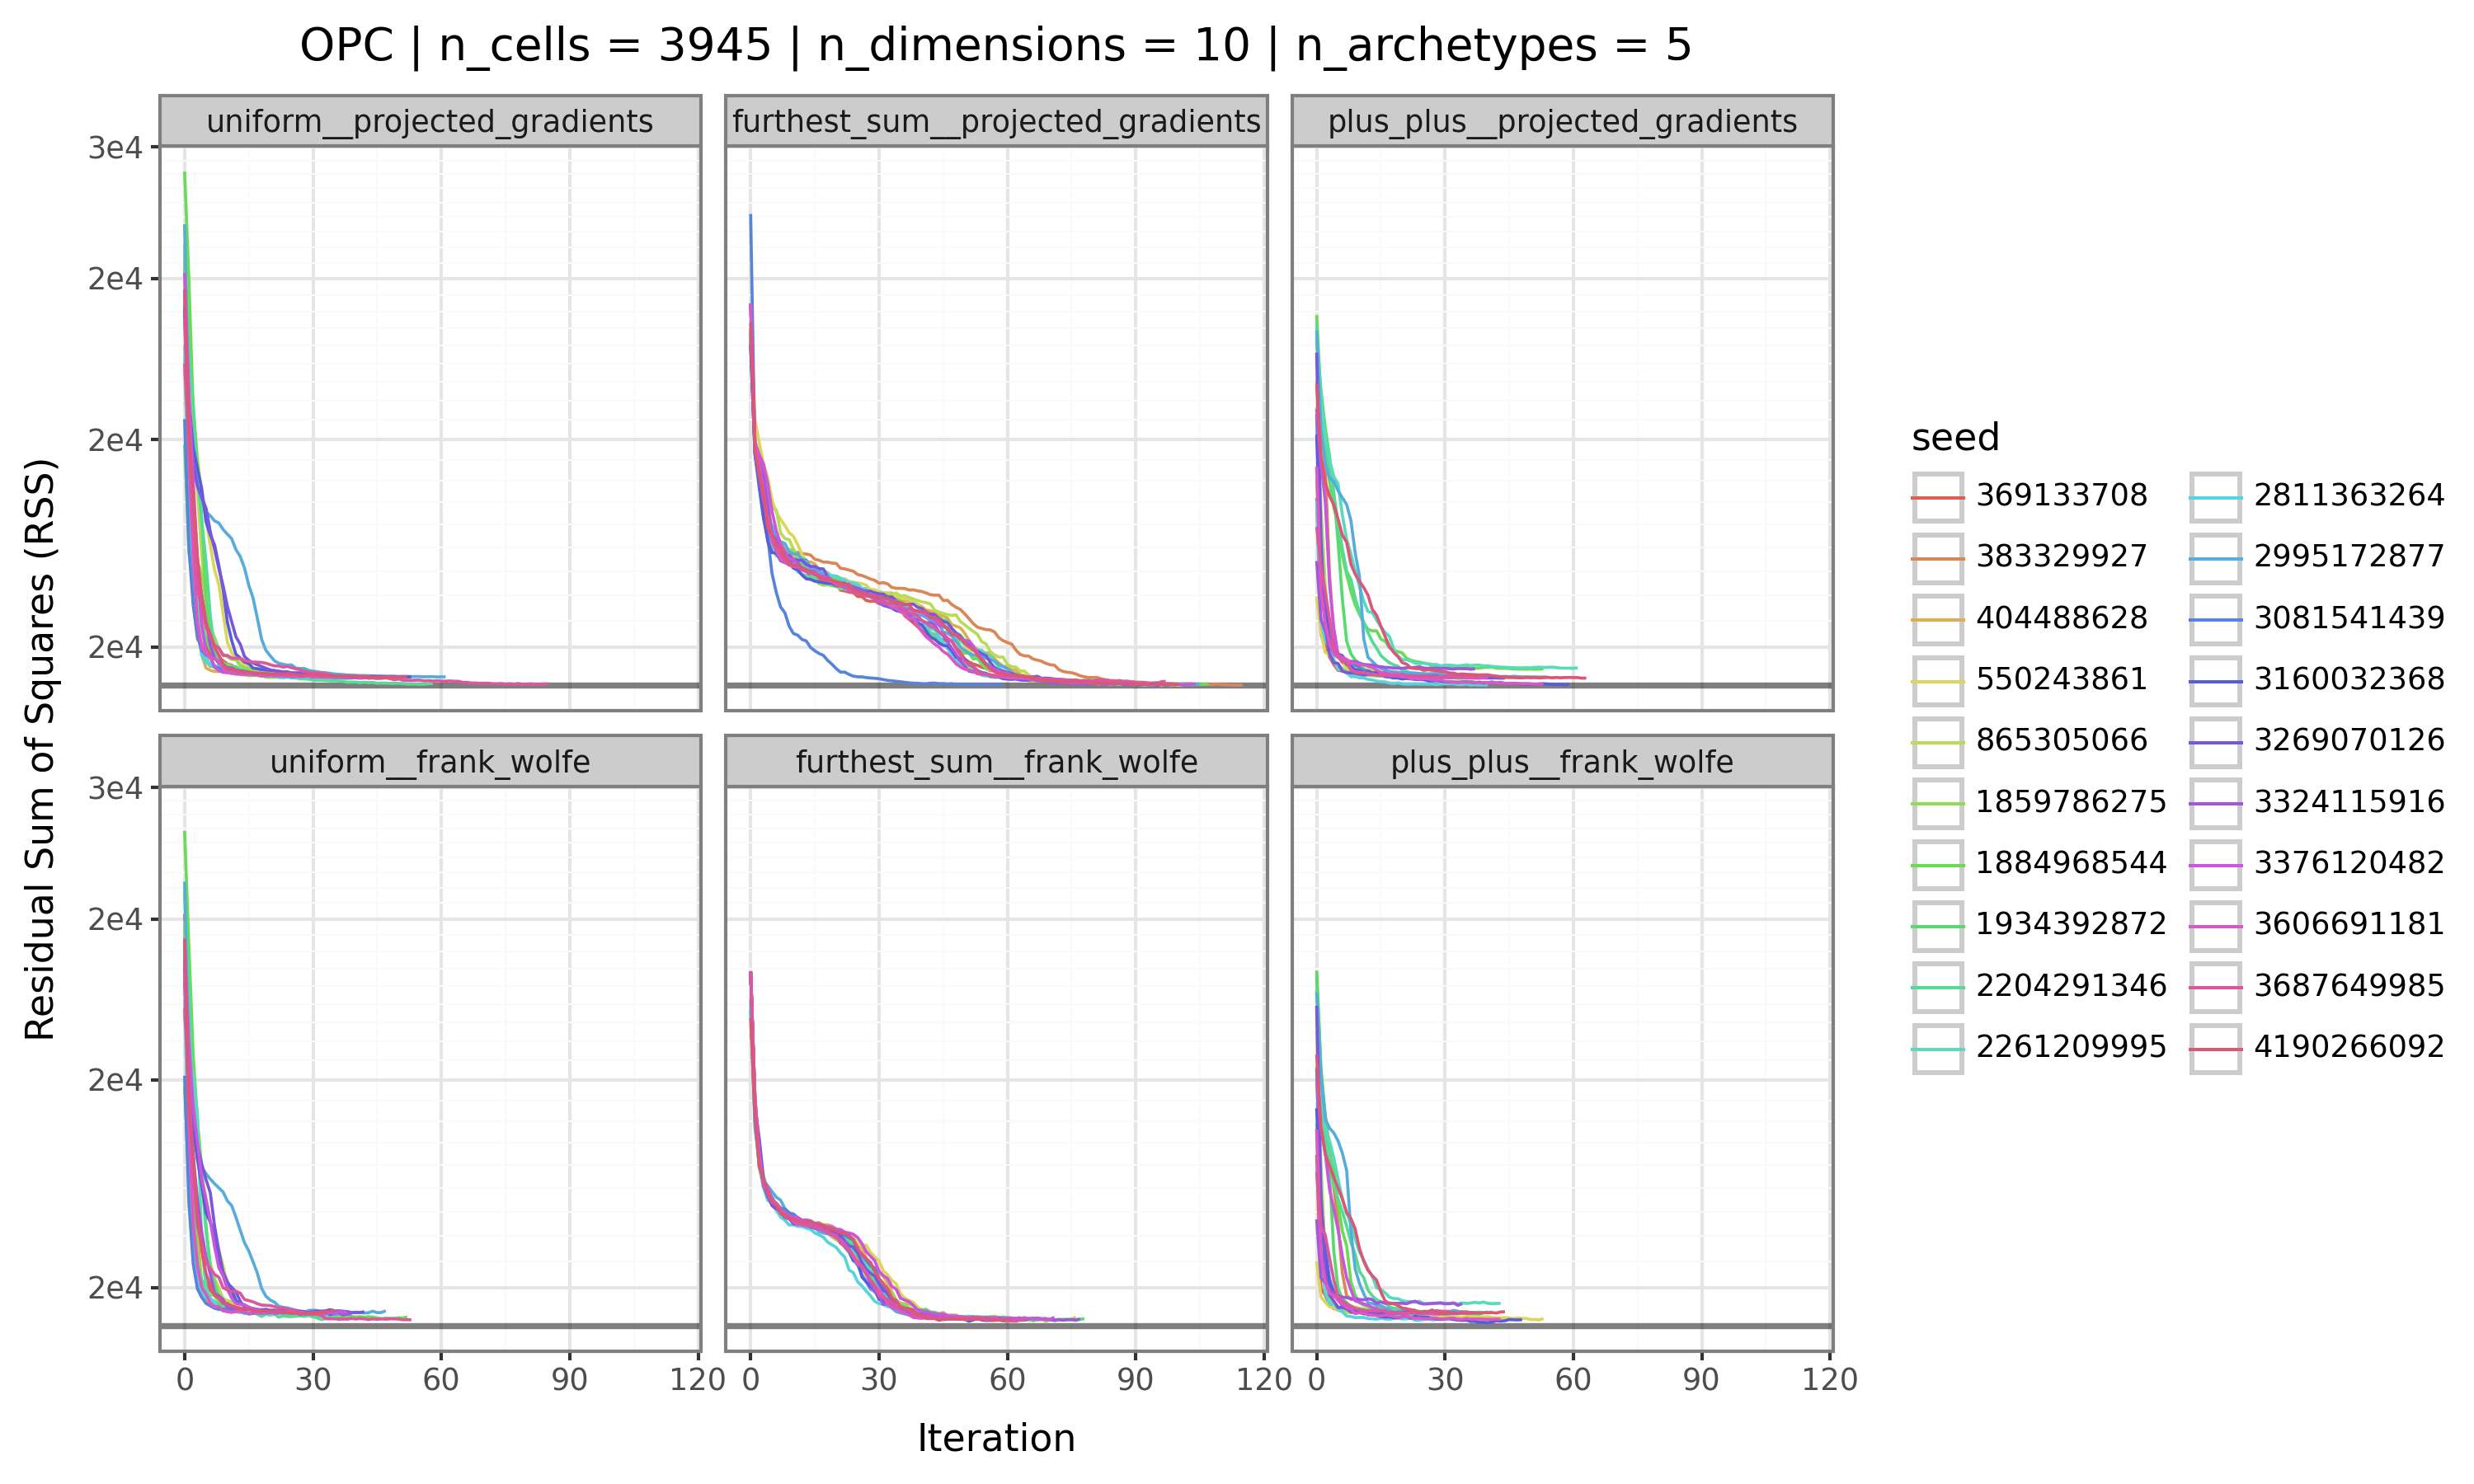 OPC | n_cells = 3945 | n_dimensions = 10 | n_archetypes = 5
uniform__projected_gradients
furthest_sum__projected_gradients
plus_plus__projected_gradients
3e4
2e4
2e4
2e4
uniform__frank_wolfe
furthest_sum__frank_wolfe
plus_plus__frank_wolfe
3e4
2e4
2e4
2e4
0 30 60 90 120
0 30 60 90 120
0 30 60 90 120
Iteration
Residual Sum of Squares (RSS)
seed
369133708
383329927
404488628
550243861
865305066
1859786275
1884968544
1934392872
2204291346
2261209995
2811363264
2995172877
3081541439
3160032368
3269070126
3324115916
3376120482
3606691181
3687649985
4190266092